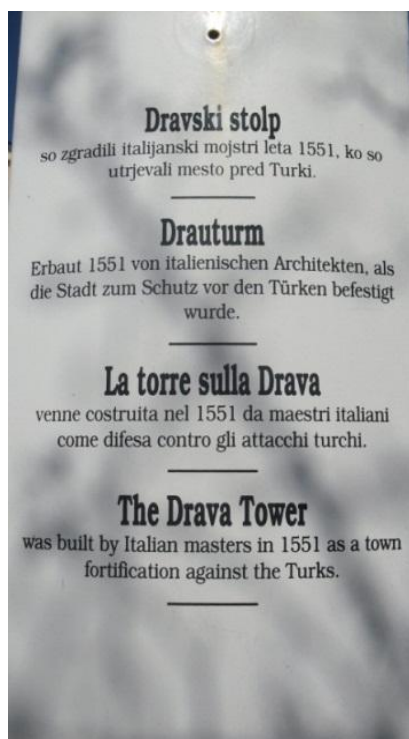 Dravski stolp
so zgradili italijanski mojstri leta 1551, ko so
utrjevali mesto pred Turki.
Drauturm
Erbaut 1551 von italienischen Architekten, als
die Stadt zum Schutz vor den Türken befestigt
wurde.
La torre sulla Drava
venne costruita nel 1551 da maestri italiani
come difesa contro gli attacchi turchi.
The Drava Tower
was built by Italian masters in 1551 as a town
fortification against the Turks.